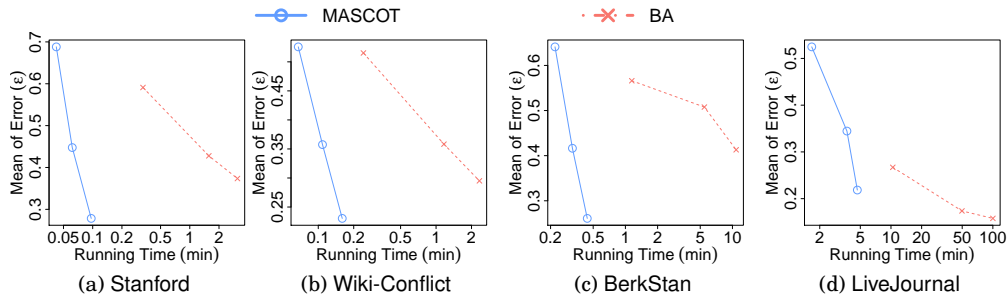 MASCOT BA
Mean of Error (ε)
0.3 0.4 0.5 0.6 0.7
0.05 0.1 0.2 0.5 1 2
Running Time (min)
(a) Stanford
Mean of Error (ε)
0.25 0.35 0.45
0.1 0.2 0.5 1 2
Running Time (min)
(b) Wiki-Conflict
Mean of Error (ε)
0.3 0.4 0.5 0.6
0.2 0.5 1 2 5 10
Running Time (min)
(c) BerkStan
Mean of Error (ε)
0.2 0.3 0.4 0.5
2 5 10 20 50 100
Running Time (min)
(d) LiveJournal